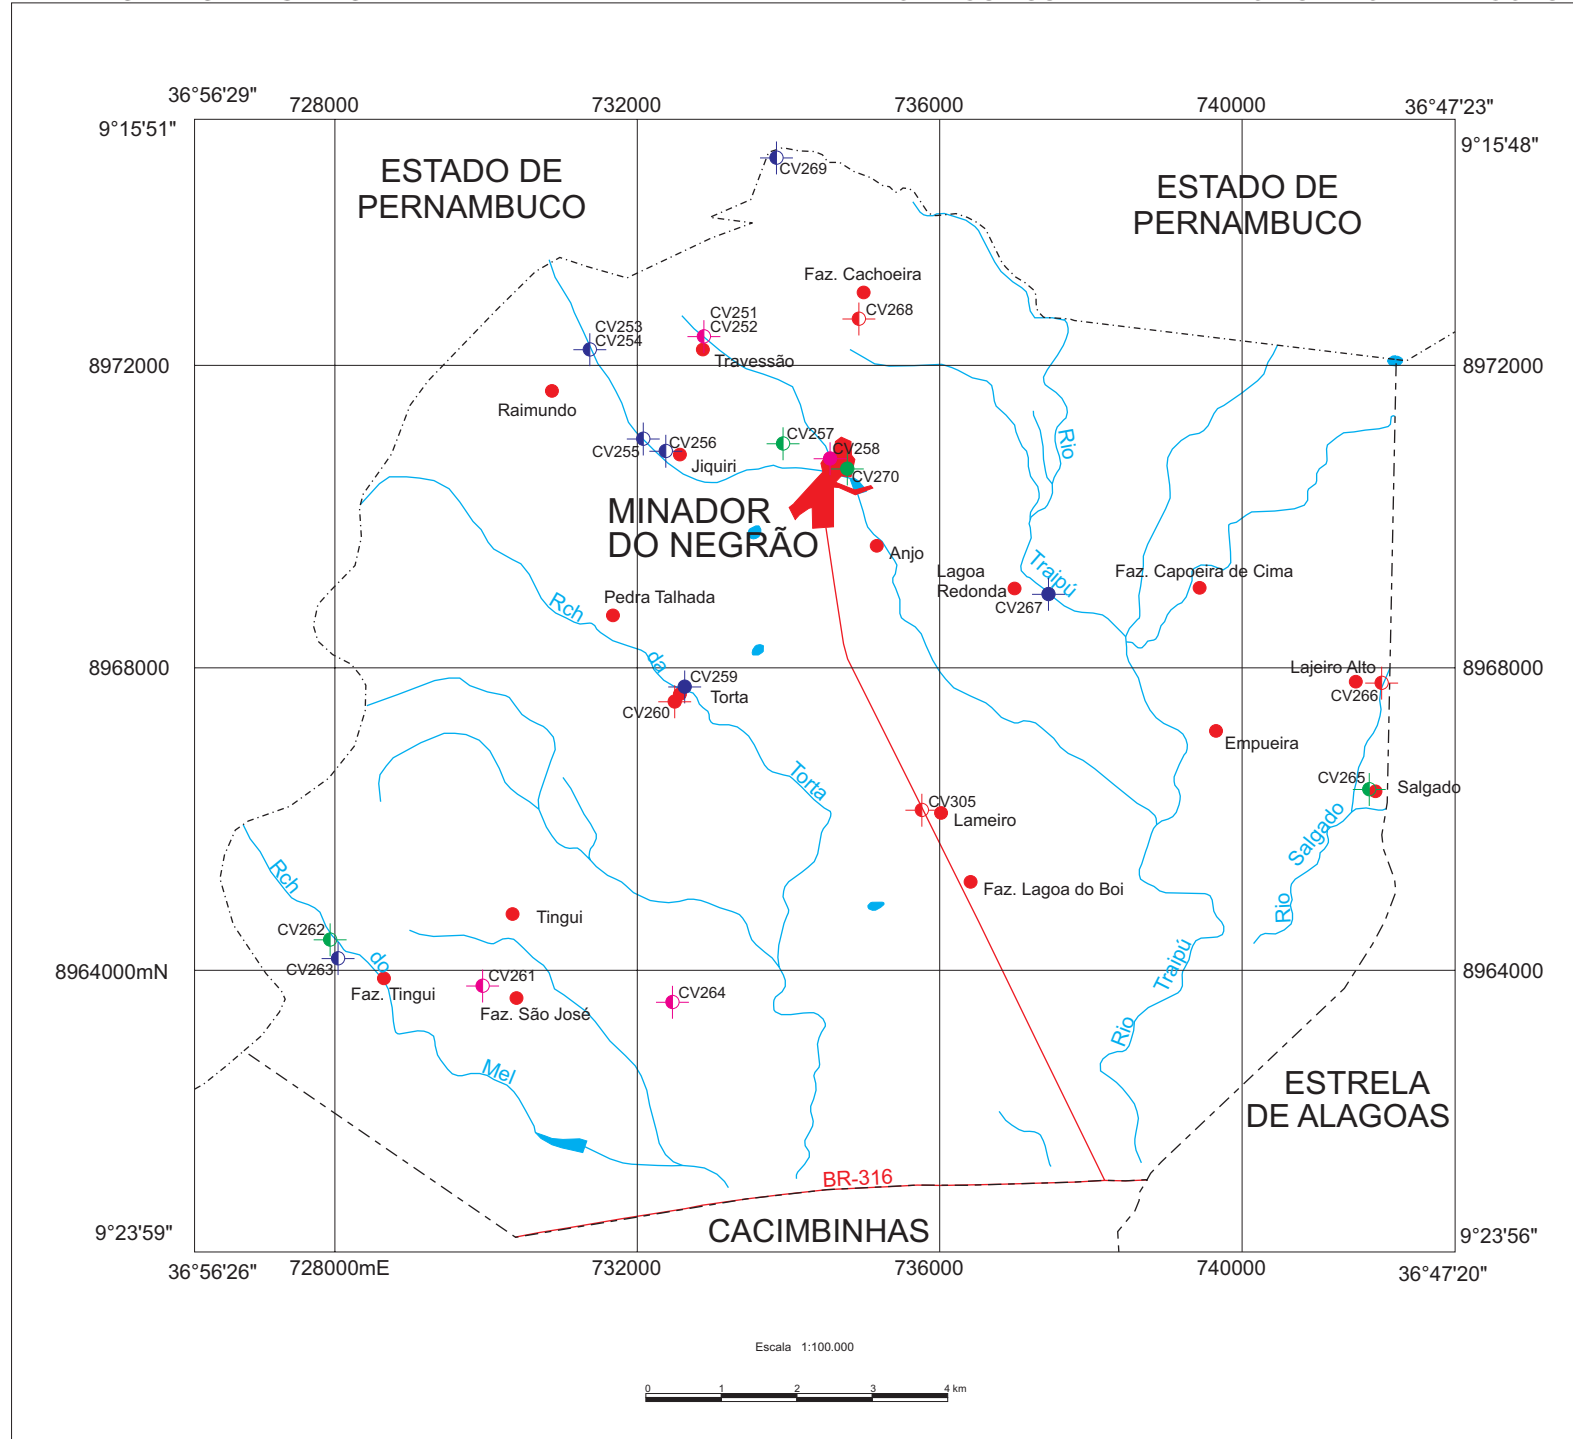 36°56'29"
728000
732000
736000
740000
36°47'23"
9°15'51"
9°15'48"
ESTADO DE
PERNAMBUCO
CV269
ESTADO DE
PERNAMBUCO
Faz. Cachoeira
CV268
CV251
CV252
CV253
CV254
Travessão
8972000
8972000
Raimundo
CV255
CV256
Jiquiri
CV257
CV258
CV270
Rio
MINADOR
DO NEGRÃO
Anjo
Lagoa
Redonda
CV267
Traipú
Faz. Capoeira de Cima
Pedra Talhada
Rch
da
8968000
8968000
CV259
Torta
CV260
Lajeiro Alto
CV266
Empueira
Torta
CV265
Salgado
CV305
Lameiro
Salgado
Rio
Rch
Faz. Lagoa do Boi
Tingui
CV262
CV263
do
Traipú
8964000mN
8964000
Faz. Tingui
CV261
Faz. São José
CV264
Rio
Mel
ESTRELA
DE ALAGOAS
BR-316
CACIMBINHAS
9°23'59"
9°23'56"
36°56'26"
728000mE
732000
736000
740000
36°47'20"
Escala 1:100.000
0 1 2 3 4 km